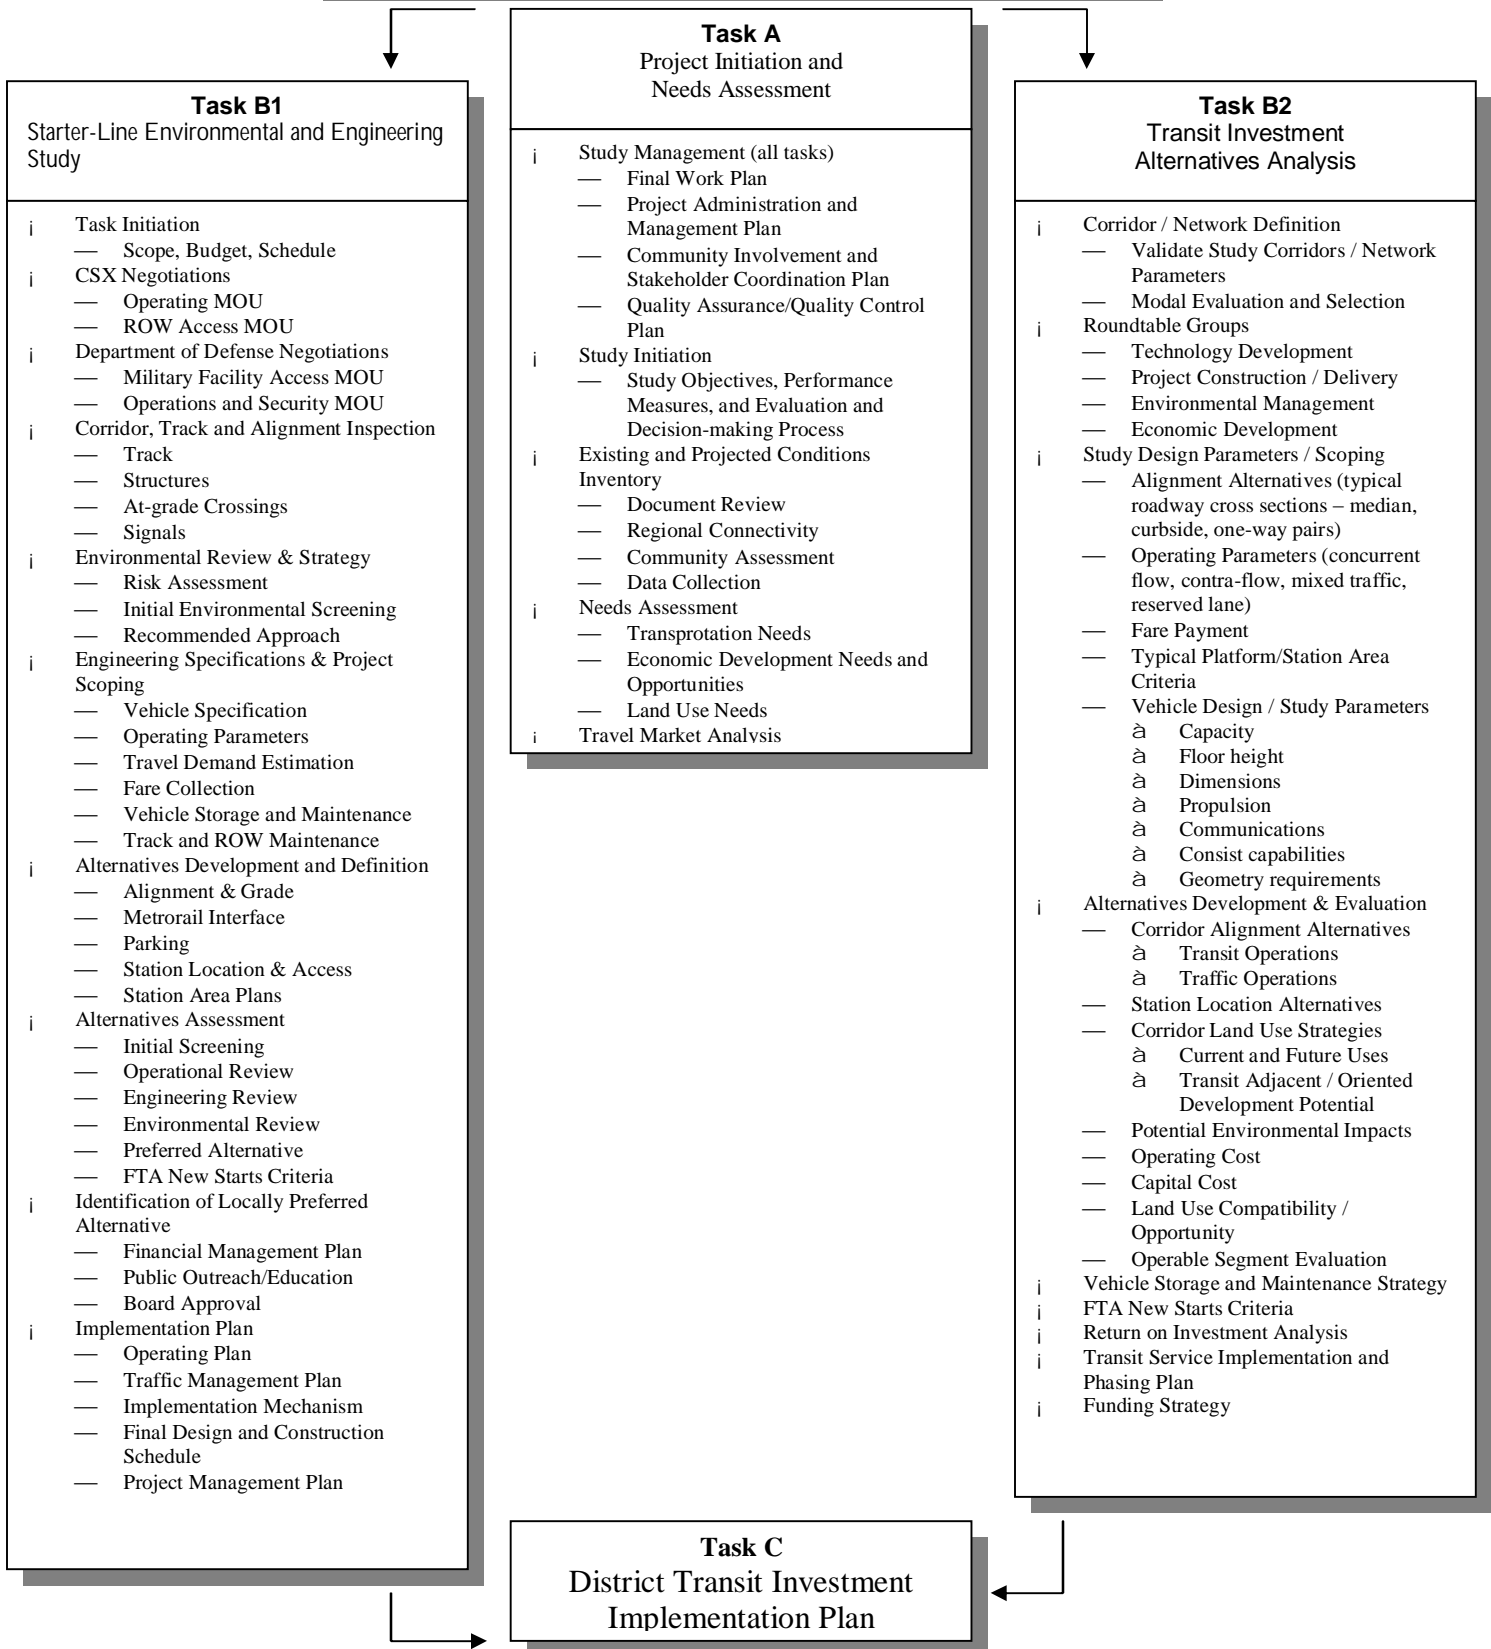 Task A
Project Initiation and
Needs Assessment
¡ Study Management (all tasks)
— Final Work Plan
— Project Administration and
Management Plan
— Community Involvement and
Stakeholder Coordination Plan
— Quality Assurance/Quality Control
Plan
¡ Study Initiation
— Study Objectives, Performance
Measures, and Evaluation and
Decision-making Process
¡ Existing and Projected Conditions
Inventory
— Document Review
— Regional Connectivity
— Community Assessment
— Data Collection
¡ Needs Assessment
— Transprotation Needs
— Economic Development Needs and
Opportunities
— Land Use Needs
¡ Travel Market Analysis
Task B1
Starter-Line Environmental and Engineering
Study
¡ Task Initiation
— Scope, Budget, Schedule
¡ CSX Negotiations
— Operating MOU
— ROW Access MOU
¡ Department of Defense Negotiations
— Military Facility Access MOU
— Operations and Security MOU
¡ Corridor, Track and Alignment Inspection
— Track
— Structures
— At-grade Crossings
— Signals
¡ Environmental Review & Strategy
— Risk Assessment
— Initial Environmental Screening
— Recommended Approach
¡ Engineering Specifications & Project
Scoping
— Vehicle Specification
— Operating Parameters
— Travel Demand Estimation
— Fare Collection
— Vehicle Storage and Maintenance
— Track and ROW Maintenance
¡ Alternatives Development and Definition
— Alignment & Grade
— Metrorail Interface
— Parking
— Station Location & Access
— Station Area Plans
¡ Alternatives Assessment
— Initial Screening
— Operational Review
— Engineering Review
— Environmental Review
— Preferred Alternative
— FTA New Starts Criteria
¡ Identification of Locally Preferred
Alternative
— Financial Management Plan
— Public Outreach/Education
— Board Approval
¡ Implementation Plan
— Operating Plan
— Traffic Management Plan
— Implementation Mechanism
— Final Design and Construction
Schedule
— Project Management Plan
Task B2
Transit Investment
Alternatives Analysis
¡ Corridor / Network Definition
— Validate Study Corridors / Network
Parameters
— Modal Evaluation and Selection
¡ Roundtable Groups
— Technology Development
— Project Construction / Delivery
— Environmental Management
— Economic Development
¡ Study Design Parameters / Scoping
— Alignment Alternatives (typical
roadway cross sections – median,
curbside, one-way pairs)
— Operating Parameters (concurrent
flow, contra-flow, mixed traffic,
reserved lane)
— Fare Payment
— Typical Platform/Station Area
Criteria
— Vehicle Design / Study Parameters
à Capacity
à Floor height
à Dimensions
à Propulsion
à Communications
à Consist capabilities
à Geometry requirements
¡ Alternatives Development & Evaluation
— Corridor Alignment Alternatives
à Transit Operations
à Traffic Operations
— Station Location Alternatives
— Corridor Land Use Strategies
à Current and Future Uses
à Transit Adjacent / Oriented
Development Potential
— Potential Environmental Impacts
— Operating Cost
— Capital Cost
— Land Use Compatibility /
Opportunity
— Operable Segment Evaluation
¡ Vehicle Storage and Maintenance Strategy
¡ FTA New Starts Criteria
¡ Return on Investment Analysis
¡ Transit Service Implementation and
Phasing Plan
¡ Funding Strategy
Task C
District Transit Investment
Implementation Plan